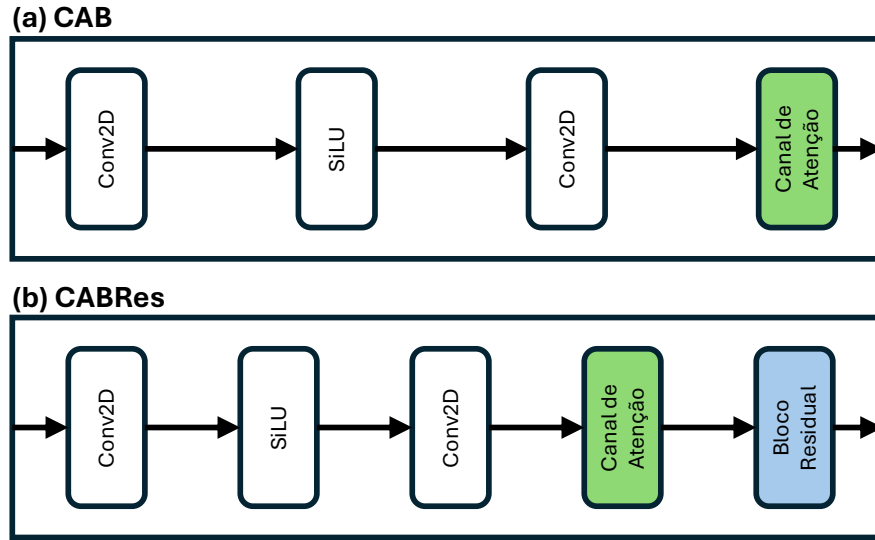 (a) CAB
Conv2D
SiLU
Conv2D
Canal de
Atenção
(b) CABRes
Conv2D
SiLU
Conv2D
Canal de
Atenção
Bloco
Residual